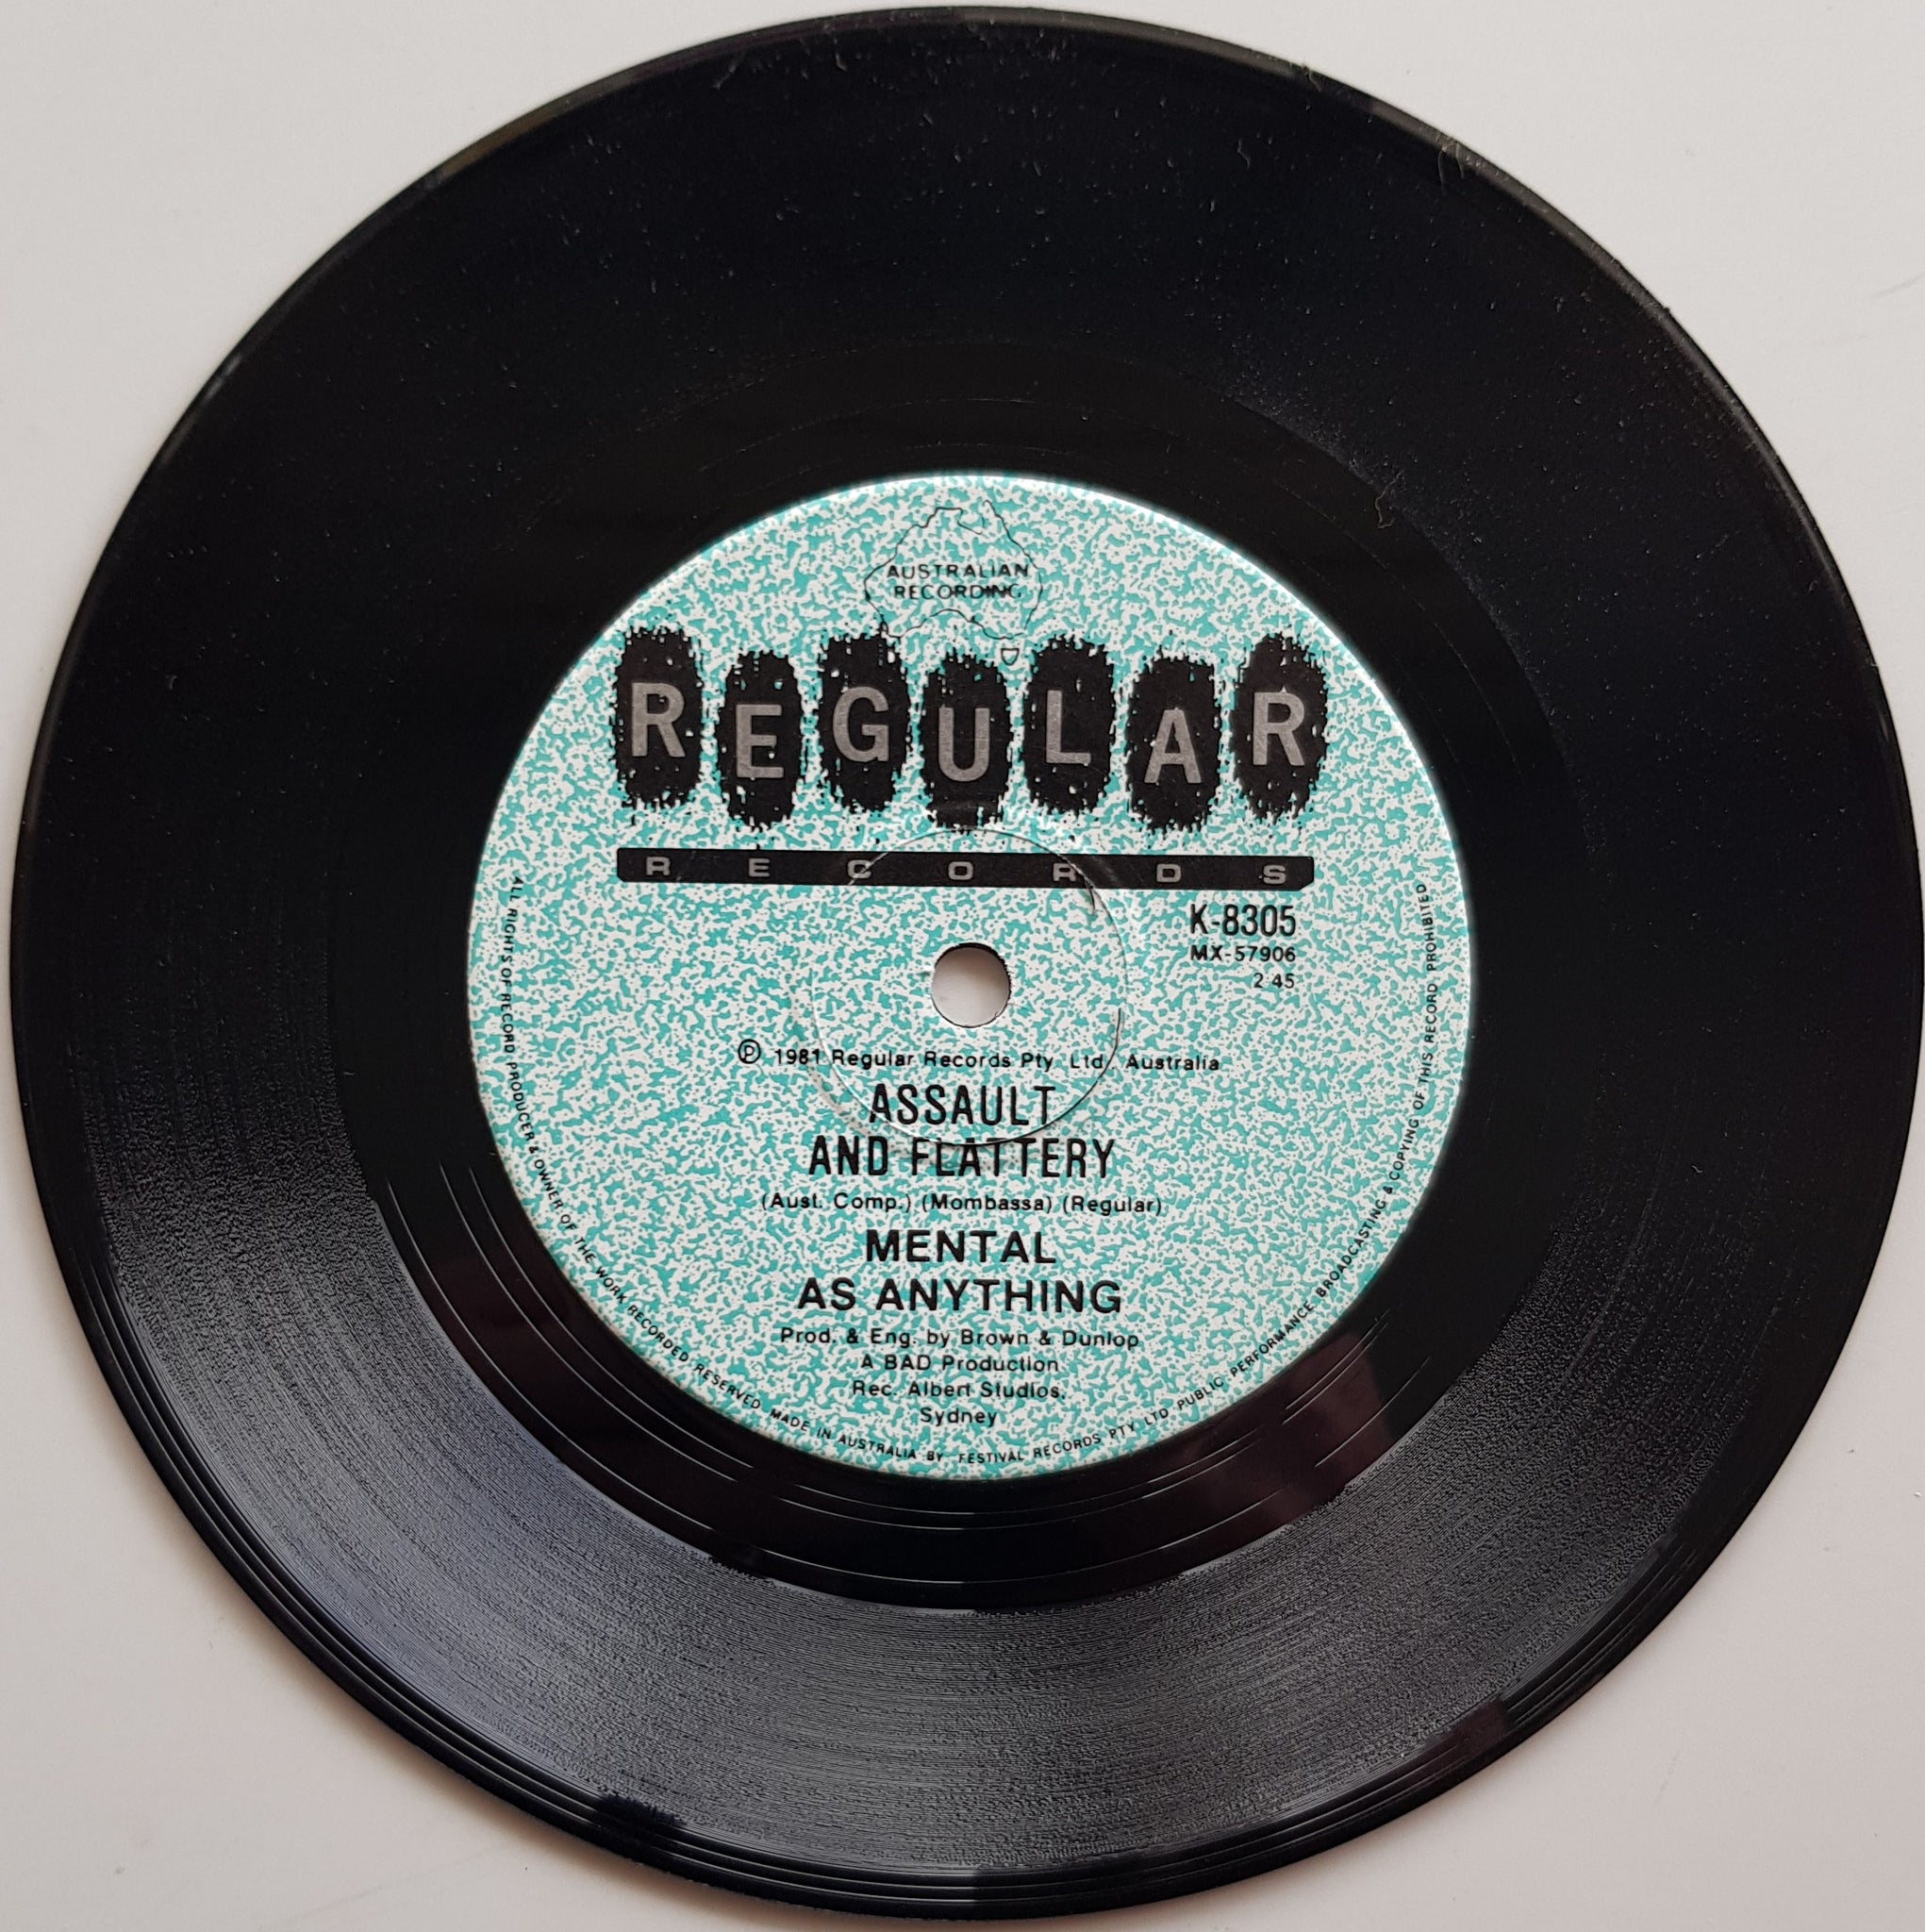 AUSTRALIAN
RECORDING
REGULAR
RECORDS
K-8305
MX-57906
2 45
Ⓟ 1981 Regular Records Pty. Ltd. Australia
ASSAULT
AND FLATTERY
(Aust. Comp.) (Mombassa) (Regular)
MENTAL
AS ANYTHING
Prod. & Eng. by Brown & Dunlop
A BAD Production
Rec. Albert Studios,
Sydney
ALL RIGHTS OF RECORD PRODUCER & OWNER OF THE WORK RECORDED RESERVED MADE IN AUSTRALIA BY FESTIVAL RECORDS PTY. LTD. PUBLIC PERFORMANCE, BROADCASTING & COPYING OF THIS RECORD PROHIBITED